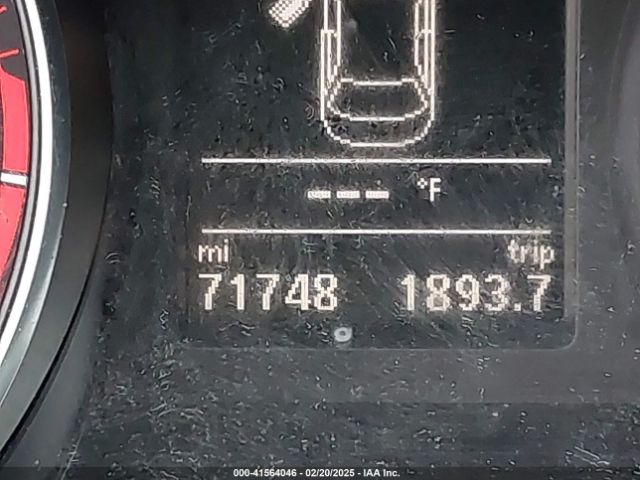 --- °F
mi trip
71748 1893.7
000-41564046 - 02/20/2025 - IAA Inc.